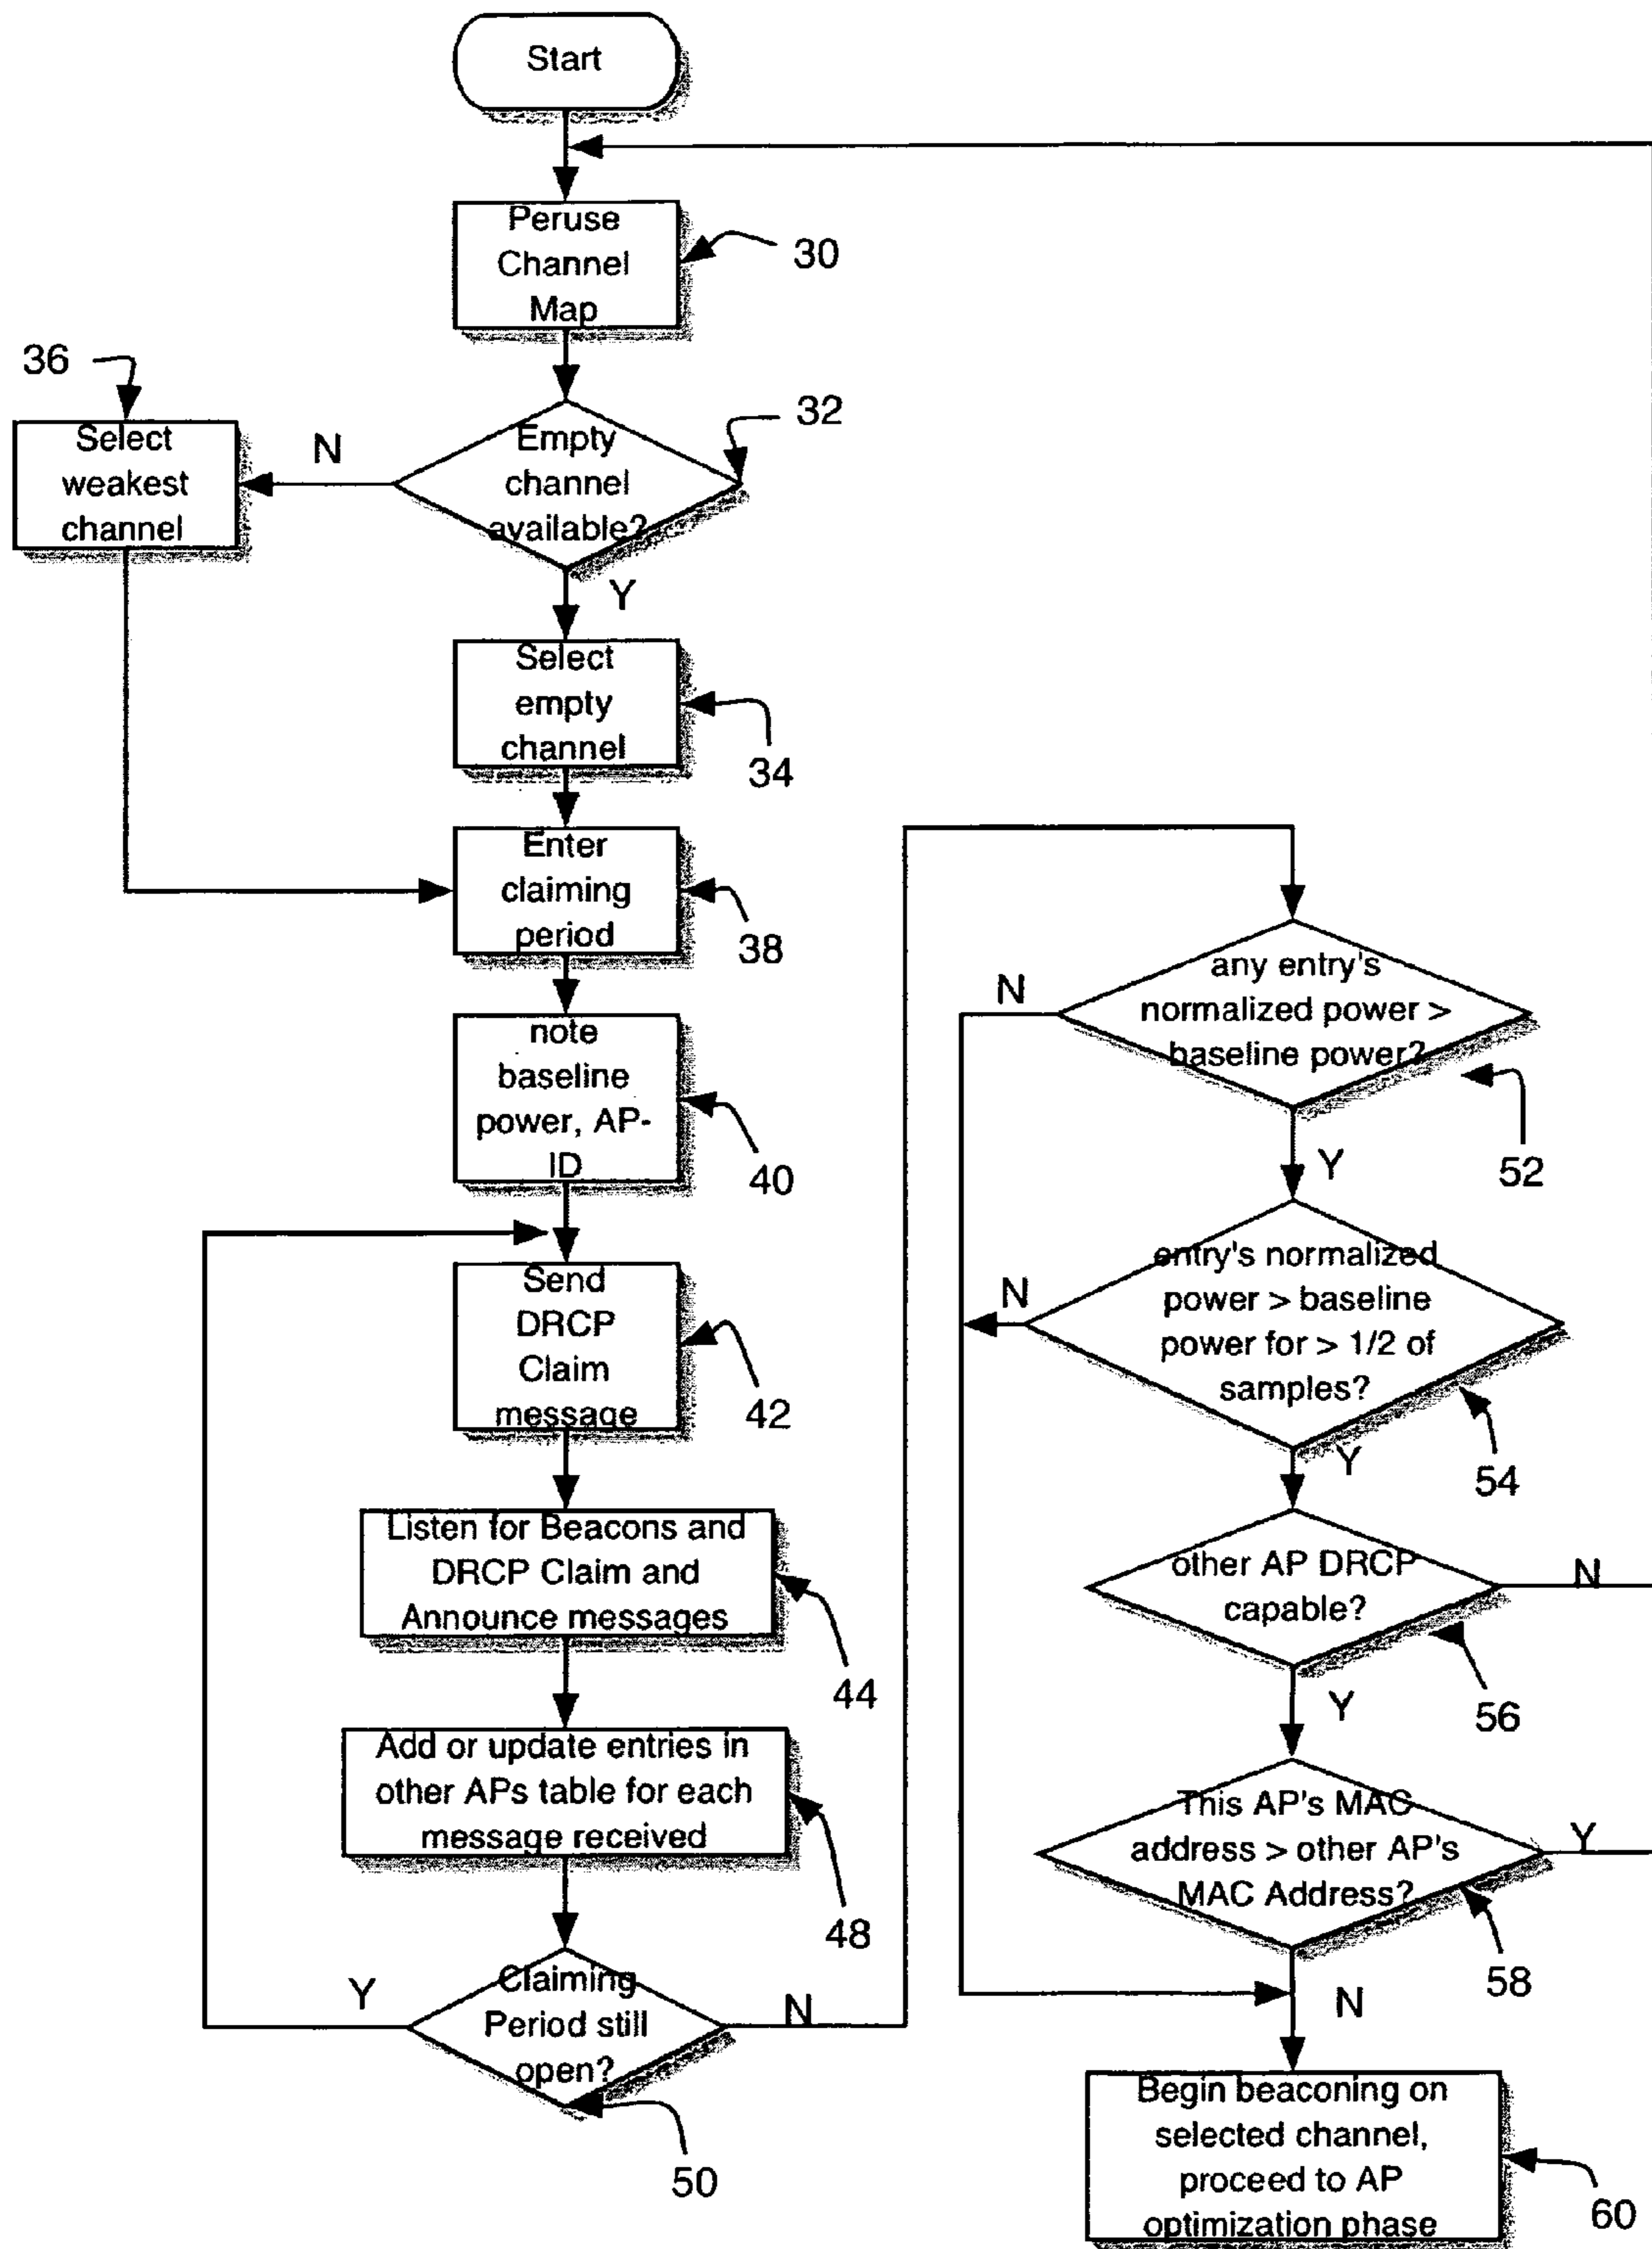 Start
Peruse
Channel
Map
30
36
Select
weakest
channel
N
Empty
channel
available?
32
Y
Select
empty
channel
34
Enter
claiming
period
38
note
baseline
power, AP-
ID
40
Send
DRCP
Claim
message
42
Listen for Beacons and
DRCP Claim and
Announce messages
44
Add or update entries in
other APs table for each
message received
48
Y
Claiming
Period still
open?
N
50
any entry's
normalized power >
baseline power?
N
52
Y
entry's normalized
power > baseline
power for > 1/2 of
samples?
N
54
Y
other AP DRCP
capable?
N
56
Y
This AP's MAC
address > other AP's
MAC Address?
Y
58
N
Begin beaconing on
selected channel,
proceed to AP
optimization phase
60